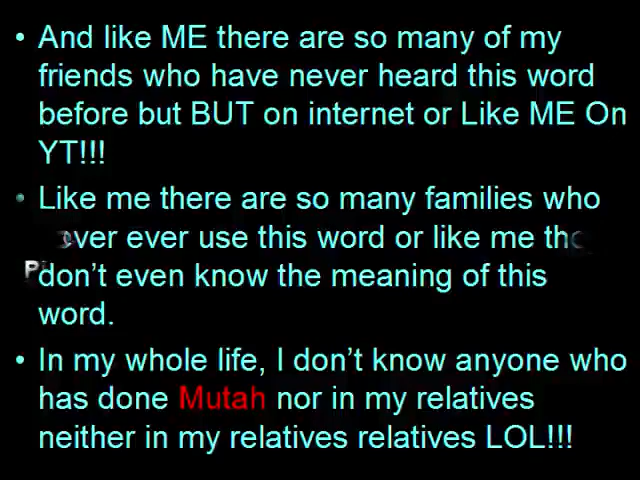 • And like ME there are so many of my
friends who have never heard this word
before but BUT on internet or Like ME On
YT!!!
• Like me there are so many families who
ever use this word or like me
don't even know the meaning of this
word.
• In my whole life, I don't know anyone who
has done Mutah nor in my relatives
neither in my relatives relatives LOL!!!